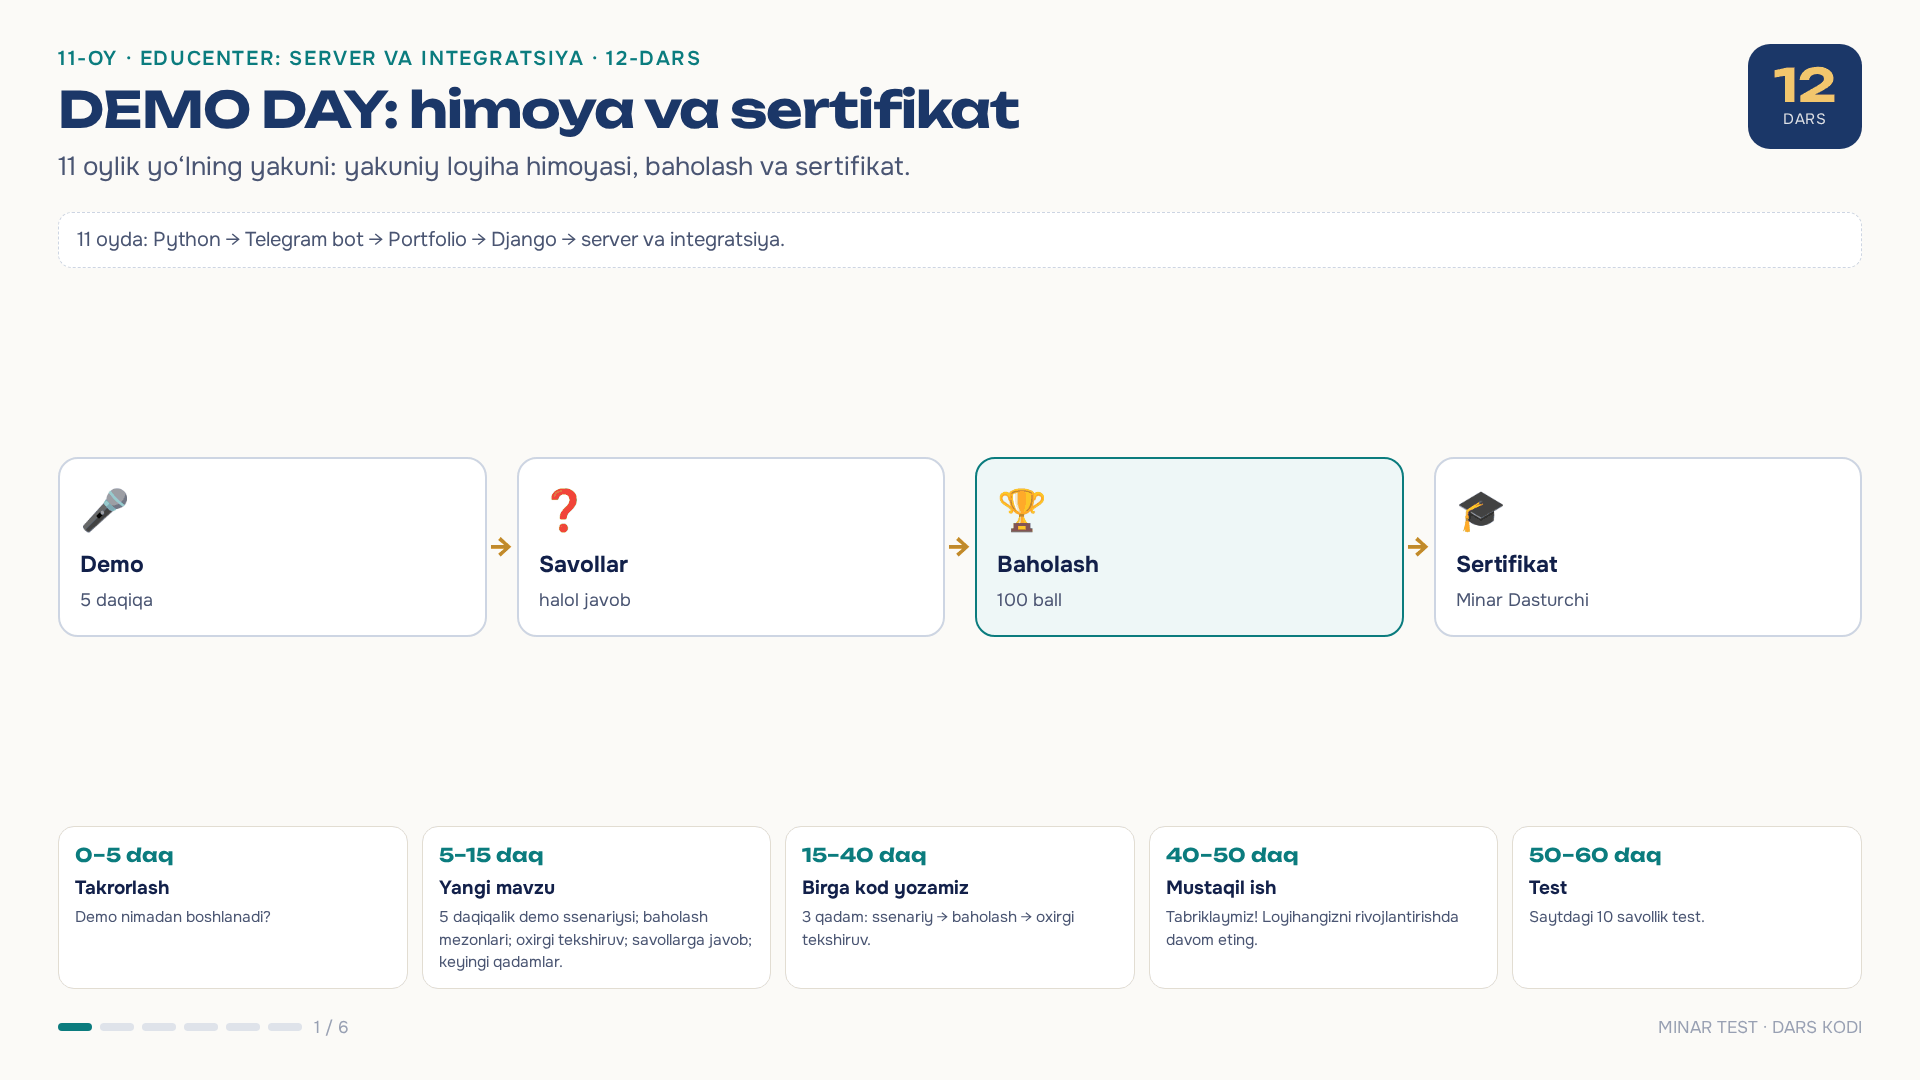 11-OY · EDUCENTER: SERVER VA INTEGRATSIYA · 12-DARS
DEMO DAY: himoya va sertifikat
11 oylik yo‘lning yakuni: yakuniy loyiha himoyasi, baholash va sertifikat.
12
DARS
11 oyda: Python → Telegram bot → Portfolio → Django → server va integratsiya.
Demo
5 daqiqa
→
Savollar
halol javob
→
Baholash
100 ball
→
Sertifikat
Minar Dasturchi
0–5 daq
Takrorlash
Demo nimadan boshlanadi?
5–15 daq
Yangi mavzu
5 daqiqalik demo ssenariysi; baholash
mezonlari; oxirgi tekshiruv; savollarga javob;
keyingi qadamlar.
15–40 daq
Birga kod yozamiz
3 qadam: ssenariy → baholash → oxirgi
tekshiruv.
40–50 daq
Mustaqil ish
Tabriklaymiz! Loyihangizni rivojlantirishda
davom eting.
50–60 daq
Test
Saytdagi 10 savollik test.
1 / 6
MINAR TEST · DARS KODI